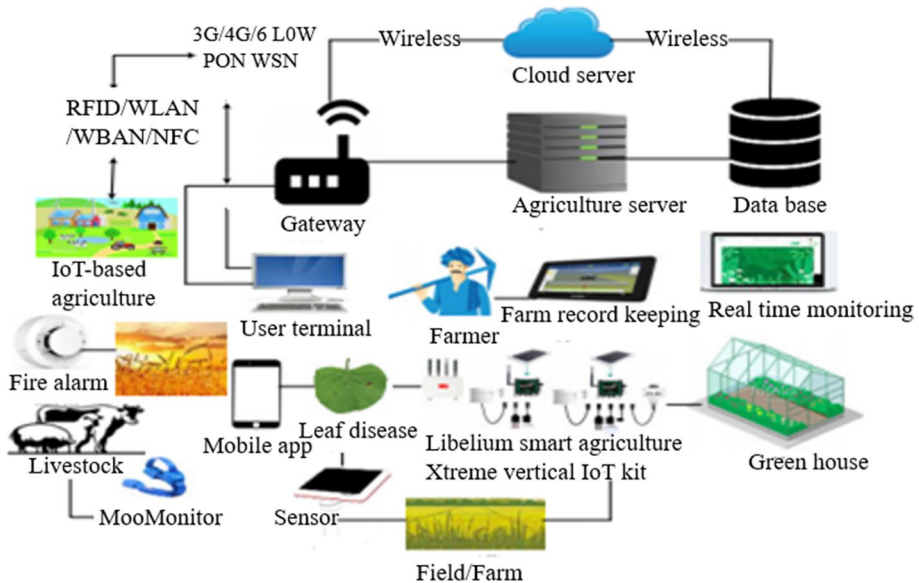 3G/4G/6 L0W
PON WSN
Wireless
Wireless
Cloud server
RFID/WLAN
/WBAN/NFC
Gateway
Agriculture server
Data base
IoT-based
agriculture
User terminal
Farmer
Farm record keeping
Real time monitoring
Fire alarm
Mobile app
Leaf disease
Libelium smart agriculture
Xtreme vertical IoT kit
Green house
Livestock
MooMonitor
Sensor
Field/Farm